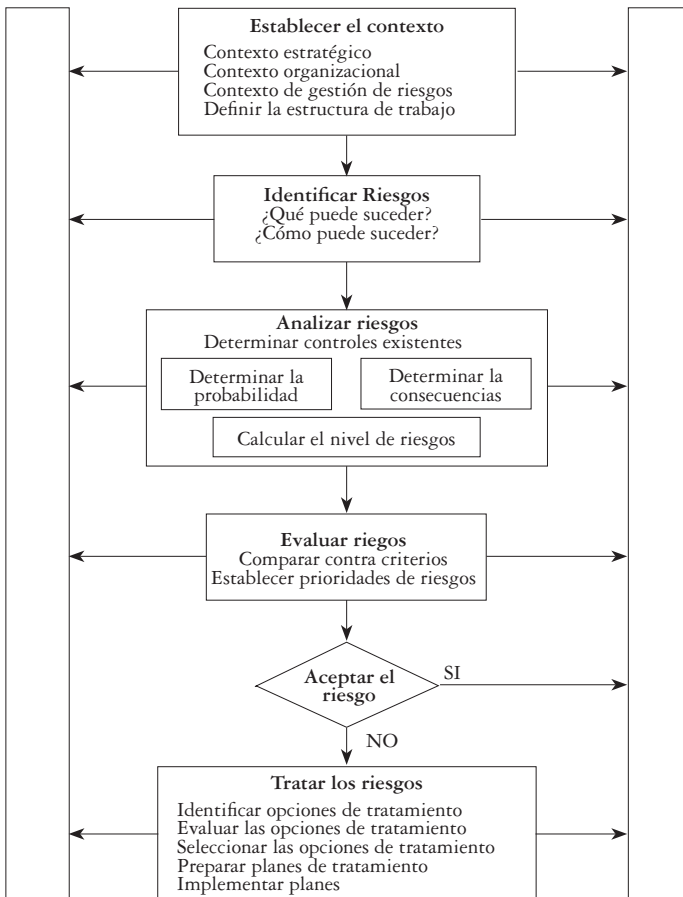 Establecer el contexto
Contexto estratégico
Contexto organizacional
Contexto de gestión de riesgos
Definir la estructura de trabajo
Identificar Riesgos
¿Qué puede suceder?
¿Cómo puede suceder?
Analizar riesgos
Determinar controles existentes
Determinar la
probabilidad
Determinar la
consecuencias
Calcular el nivel de riesgos
Evaluar riegos
Comparar contra criterios
Establecer prioridades de riesgos
Aceptar el
riesgo
SI
NO
Tratar los riesgos
Identificar opciones de tratamiento
Evaluar las opciones de tratamiento
Seleccionar las opciones de tratamiento
Preparar planes de tratamiento
Implementar planes